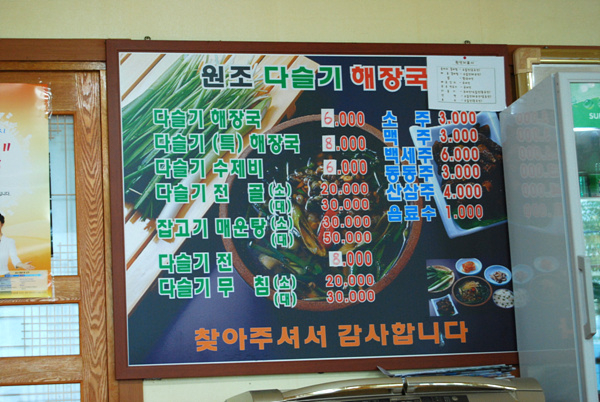 원조 다슬기 해장국
다슬기 해장국 6,000
다슬기 (특) 해장국 8,000
다슬기 수제비 6,000
다슬기 전 골 (소) 20,000
(대) 30,000
잡고기 매운탕 (소) 30,000
(대) 50,000
다슬기 전 8,000
다슬기 무 침 (소) 20,000
(대) 30,000
소 주 3,000
맥 주 3,000
백 세 주 6,000
동 동 주 3,000
산 삼 주 4,000
음 료 수 1,000
찾아주셔서 감사합니다